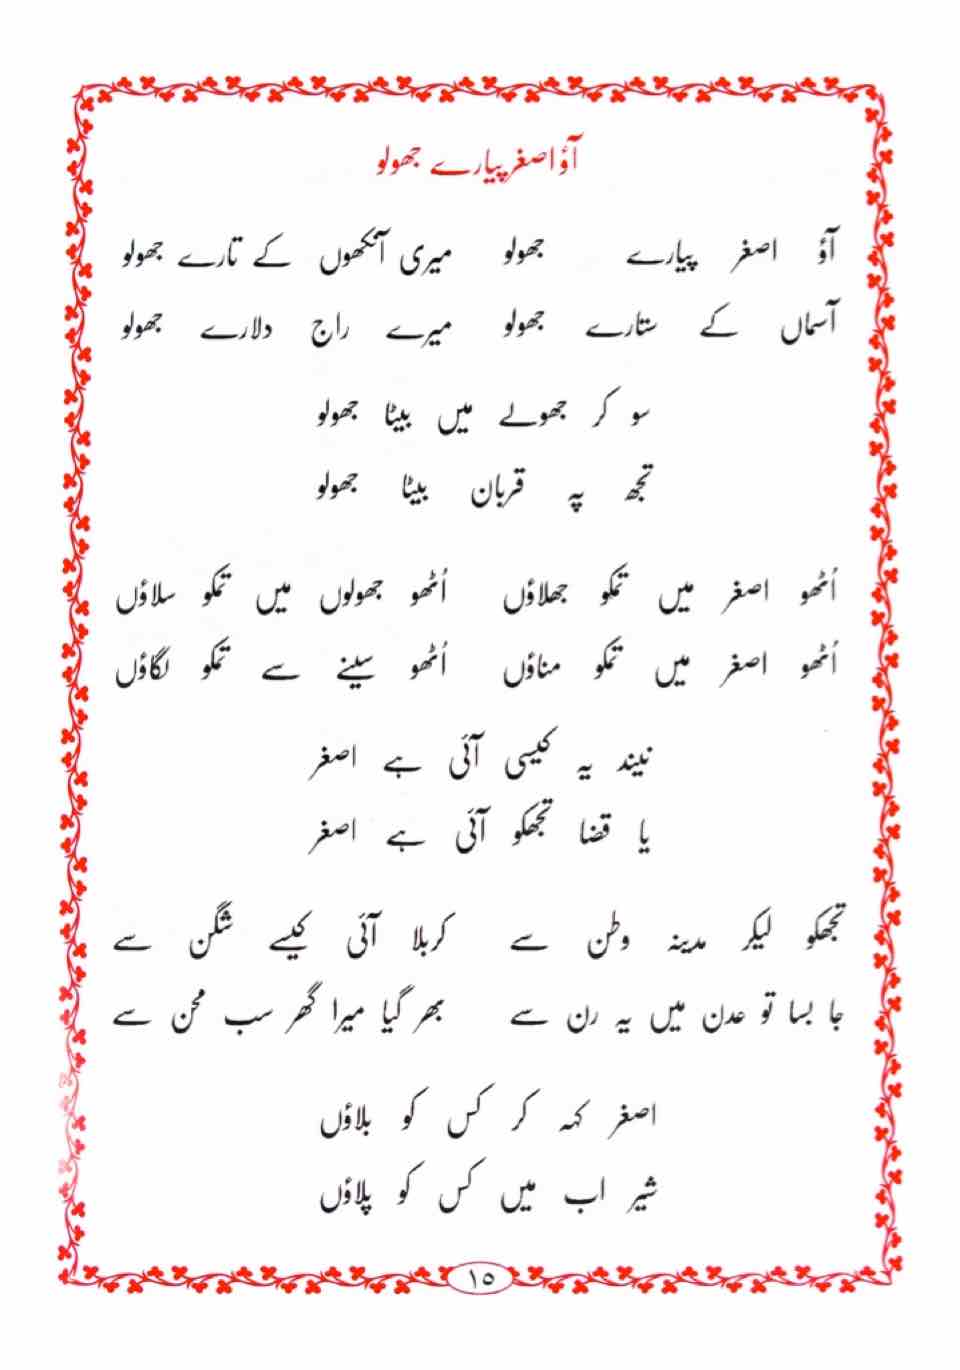 آؤ اصغر پیارے جھولو
آؤ اصغر پیارے جھولو میری آنکھوں کے تارے جھولو
آسماں کے ستارے جھولو میرے راج دلارے جھولو
سو کر جھولے میں بیٹا جھولو
تجھ پہ قربان بیٹا جھولو
اُٹھو اصغر میں تمکو جھلاؤں اُٹھو جھولوں میں تمکو سلاؤں
اُٹھو اصغر میں تمکو مناؤں اُٹھو سینے سے تمکو لگاؤں
نیند یہ کیسی آئی ہے اصغر
یا قضا تجھکو آئی ہے اصغر
تجھکو لیکر مدینہ وطن سے کربلا آئی کیسے شگن سے
جا بسا تو عدن میں یہ رن سے بھر گیا میرا گھر سب محن سے
اصغر کہہ کر کس کو بلاؤں
شیر اب میں کس کو پلاؤں
۱۵